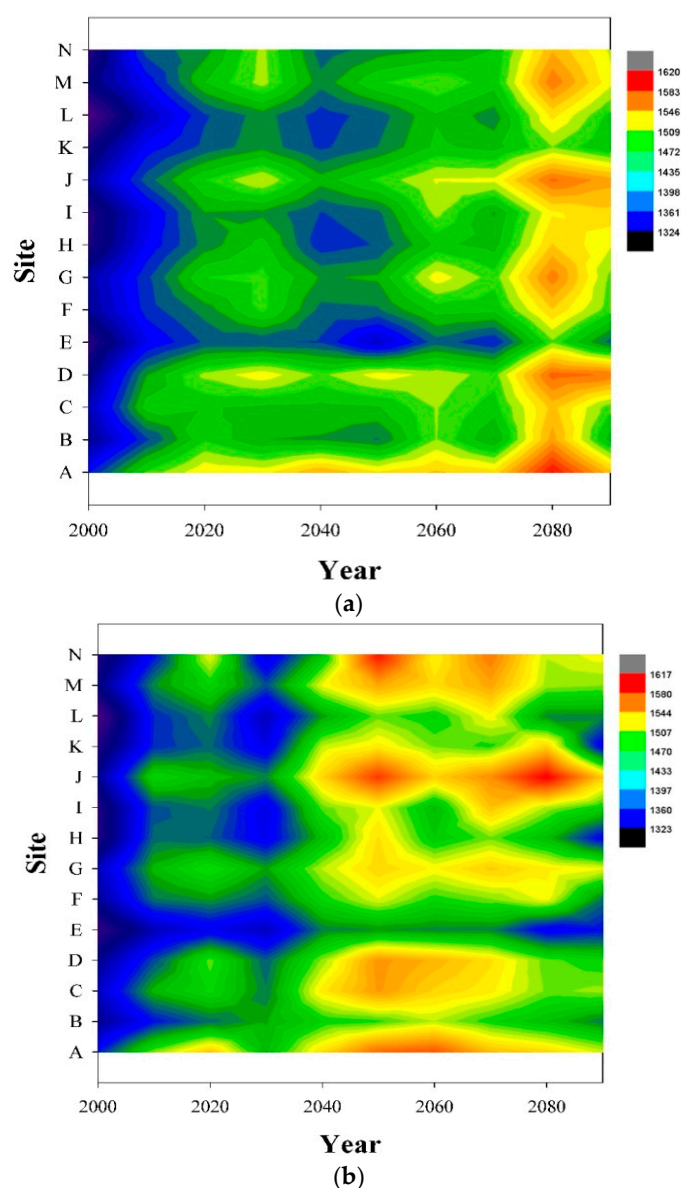 N
M
L
K
J
I
H
G
F
E
D
C
B
A
Site
1620
1583
1546
1509
1472
1435
1398
1361
1324
2000 2020 2040 2060 2080
Year
(a)
N
M
L
K
J
I
H
G
F
E
D
C
B
A
Site
1617
1580
1544
1507
1470
1433
1397
1360
1323
2000 2020 2040 2060 2080
Year
(b)